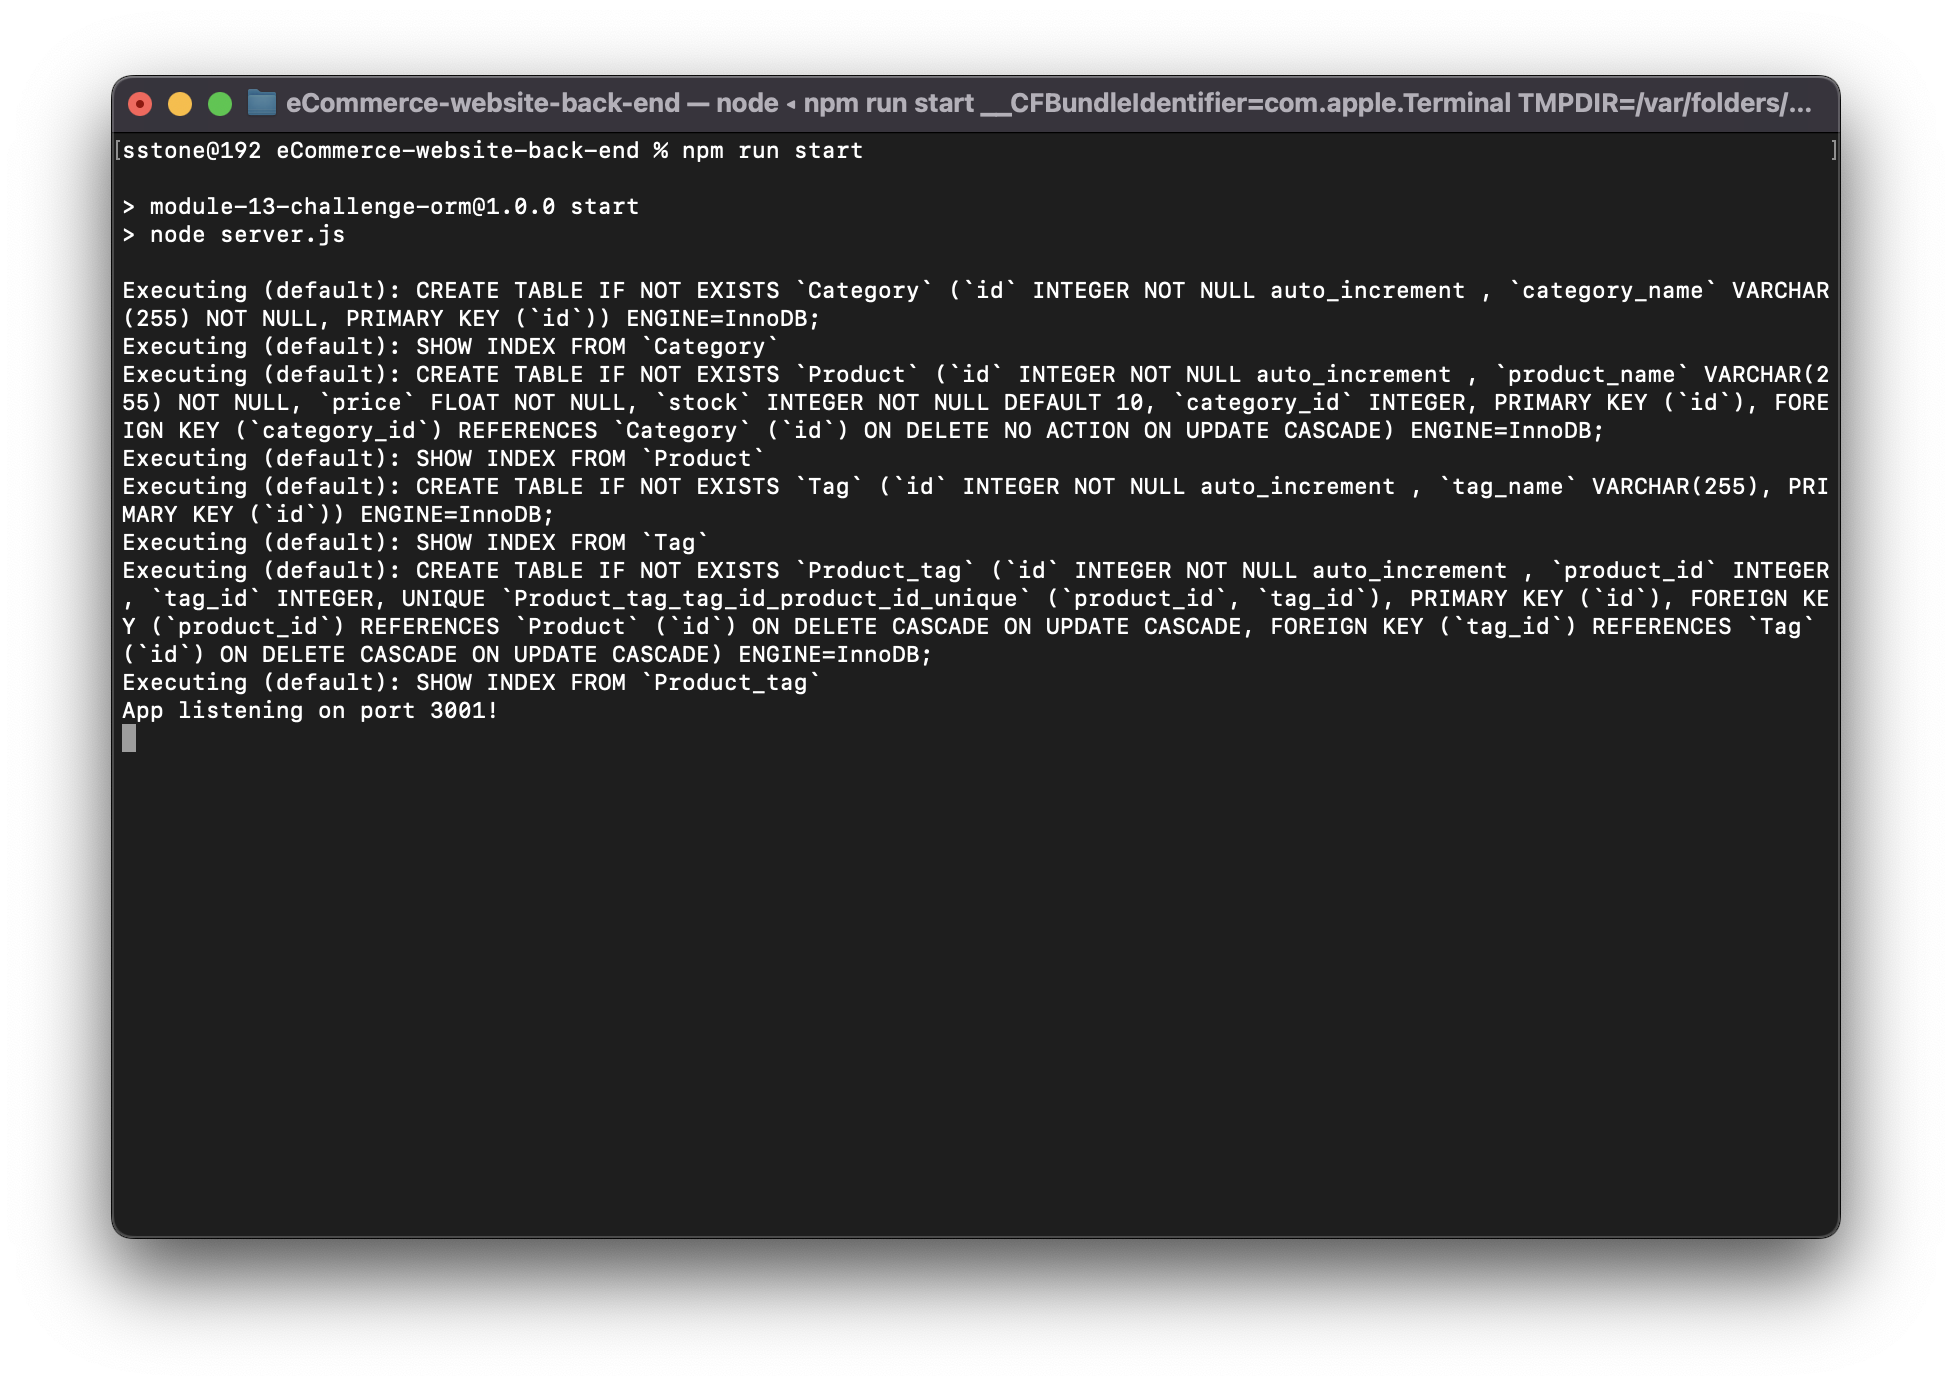 eCommerce-website-back-end — node ◂ npm run start __CFBundleIdentifier=com.apple.Terminal TMPDIR=/var/folders/...
[sstone@192 eCommerce-website-back-end % npm run start ]
> module-13-challenge-orm@1.0.0 start
> node server.js
Executing (default): CREATE TABLE IF NOT EXISTS `Category` (`id` INTEGER NOT NULL auto_increment , `category_name` VARCHAR
(255) NOT NULL, PRIMARY KEY (`id`)) ENGINE=InnoDB;
Executing (default): SHOW INDEX FROM `Category`
Executing (default): CREATE TABLE IF NOT EXISTS `Product` (`id` INTEGER NOT NULL auto_increment , `product_name` VARCHAR(2
55) NOT NULL, `price` FLOAT NOT NULL, `stock` INTEGER NOT NULL DEFAULT 10, `category_id` INTEGER, PRIMARY KEY (`id`), FORE
IGN KEY (`category_id`) REFERENCES `Category` (`id`) ON DELETE NO ACTION ON UPDATE CASCADE) ENGINE=InnoDB;
Executing (default): SHOW INDEX FROM `Product`
Executing (default): CREATE TABLE IF NOT EXISTS `Tag` (`id` INTEGER NOT NULL auto_increment , `tag_name` VARCHAR(255), PRI
MARY KEY (`id`)) ENGINE=InnoDB;
Executing (default): SHOW INDEX FROM `Tag`
Executing (default): CREATE TABLE IF NOT EXISTS `Product_tag` (`id` INTEGER NOT NULL auto_increment , `product_id` INTEGER
, `tag_id` INTEGER, UNIQUE `Product_tag_tag_id_product_id_unique` (`product_id`, `tag_id`), PRIMARY KEY (`id`), FOREIGN KE
Y (`product_id`) REFERENCES `Product` (`id`) ON DELETE CASCADE ON UPDATE CASCADE, FOREIGN KEY (`tag_id`) REFERENCES `Tag`
(`id`) ON DELETE CASCADE ON UPDATE CASCADE) ENGINE=InnoDB;
Executing (default): SHOW INDEX FROM `Product_tag`
App listening on port 3001!